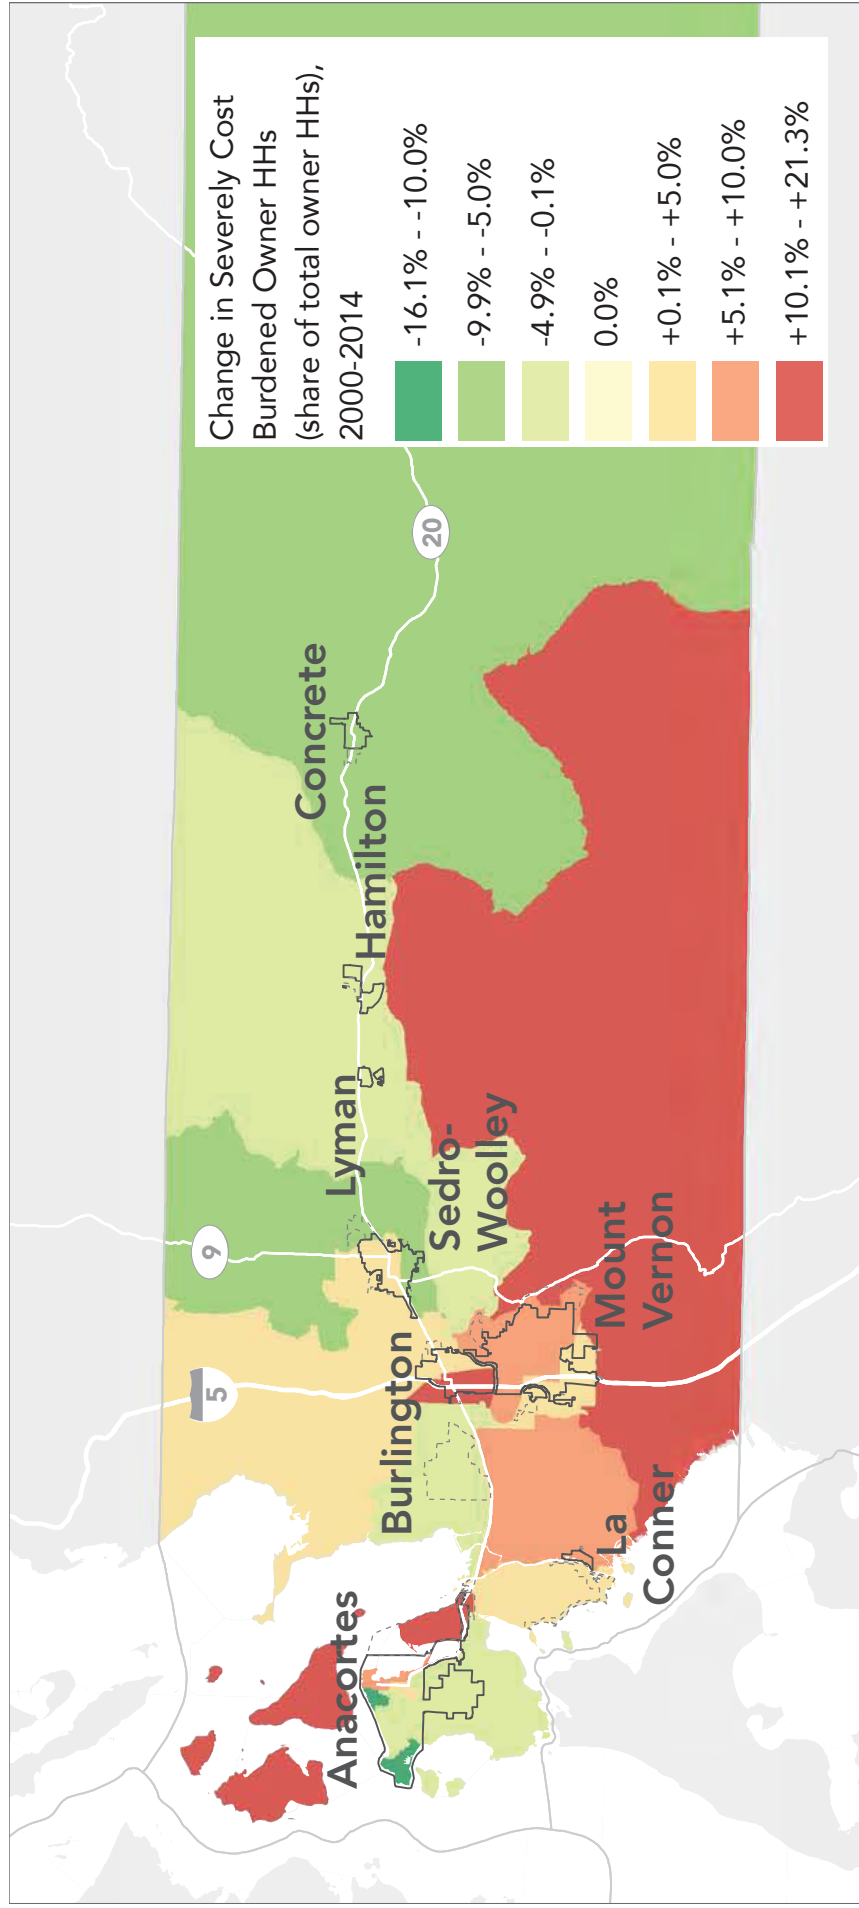 Change in Severely Cost
Burdened Owner HHs
(share of total owner HHs),
2000-2014
-16.1% - -10.0%
-9.9% - -5.0%
-4.9% - -0.1%
0.0%
+0.1% - +5.0%
+5.1% - +10.0%
+10.1% - +21.3%
5
9
20
Anacortes
Burlington
Lyman
Hamilton
Concrete
Sedro-
Woolley
La
Conner
Mount
Vernon